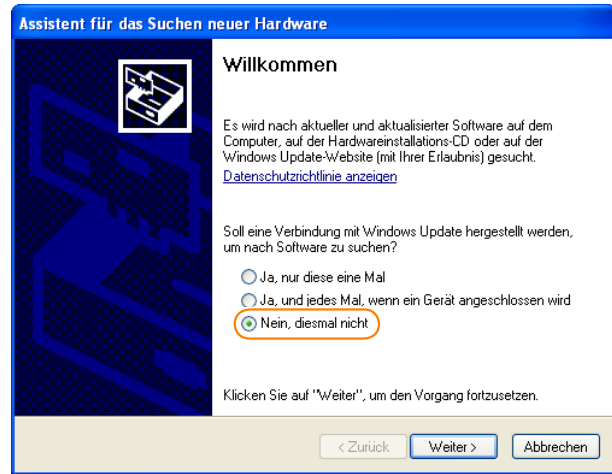 Assistent für das Suchen neuer Hardware
Willkommen
Es wird nach aktueller und aktualisierter Software auf dem
Computer, auf der Hardwareinstallations-CD oder auf der
Windows Update-Website (mit Ihrer Erlaubnis) gesucht.
Datenschutzrichtlinie anzeigen
Soll eine Verbindung mit Windows Update hergestellt werden,
um nach Software zu suchen?
Ja, nur diese eine Mal
Ja, und jedes Mal, wenn ein Gerät angeschlossen wird
Nein, diesmal nicht
Klicken Sie auf "Weiter", um den Vorgang fortzusetzen.
< Zurück Weiter > Abbrechen